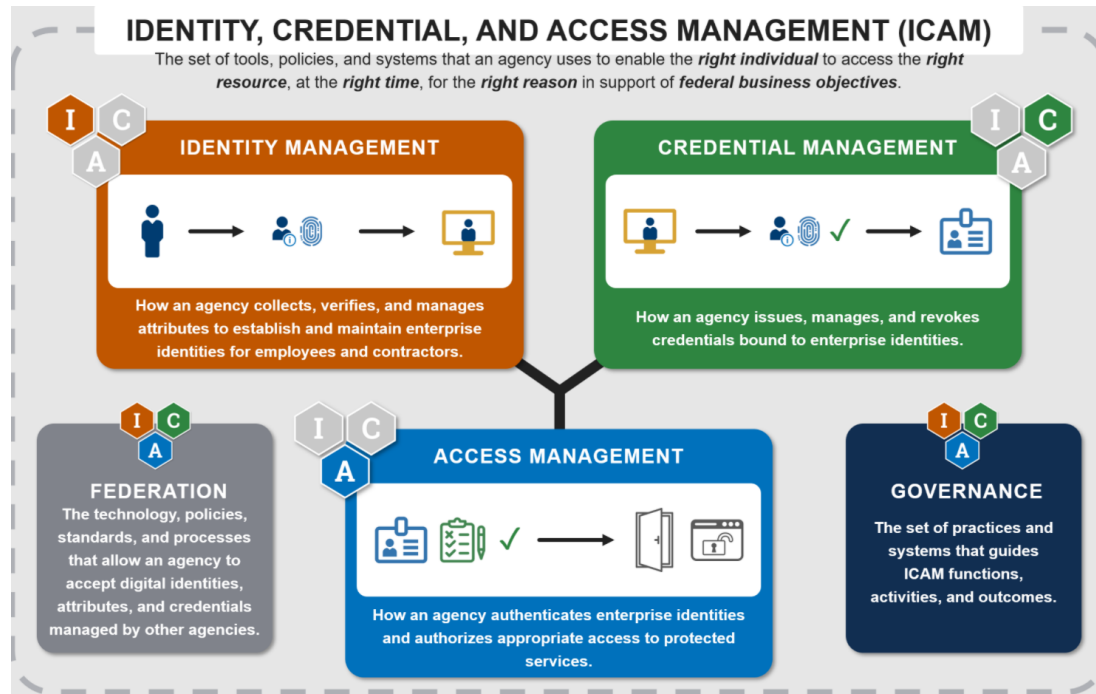 IDENTITY, CREDENTIAL, AND ACCESS MANAGEMENT (ICAM)
The set of tools, policies, and systems that an agency uses to enable the right individual to access the right
resource, at the right time, for the right reason in support of federal business objectives.
I C
A
IDENTITY MANAGEMENT
How an agency collects, verifies, and manages
attributes to establish and maintain enterprise
identities for employees and contractors.
I C
A
CREDENTIAL MANAGEMENT
How an agency issues, manages, and revokes
credentials bound to enterprise identities.
I C
A
FEDERATION
The technology, policies,
standards, and processes
that allow an agency to
accept digital identities,
attributes, and credentials
managed by other agencies.
I C
A
ACCESS MANAGEMENT
How an agency authenticates enterprise identities
and authorizes appropriate access to protected
services.
I C
A
GOVERNANCE
The set of practices and
systems that guides
ICAM functions,
activities, and outcomes.